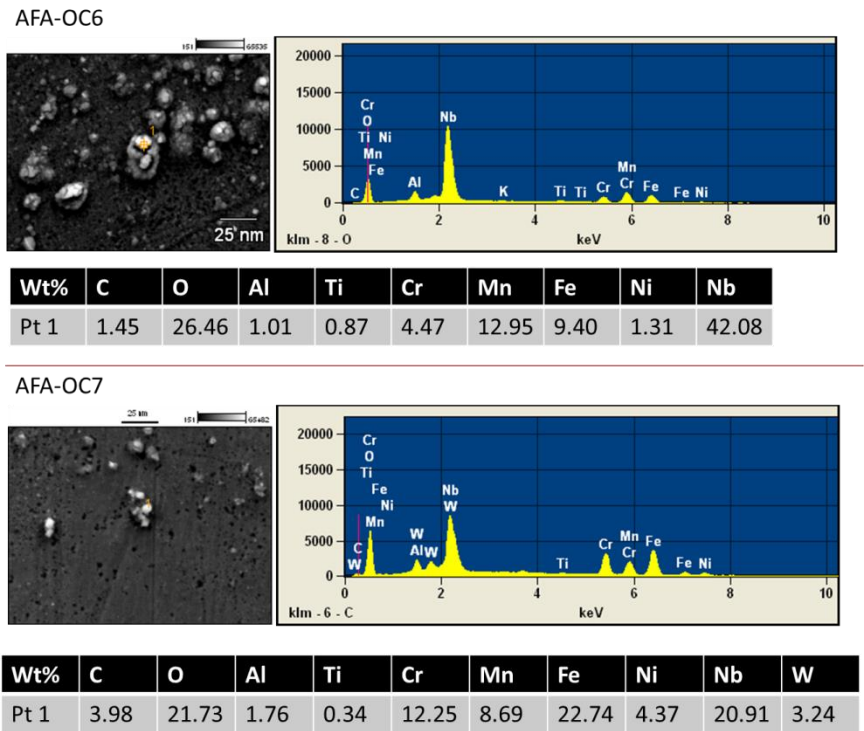 AFA-OC6
151 65535
1
25 nm
20000
15000
10000
5000
0
Cr
O
Ti Ni
Mn
Fe
C
Al
Nb
K
Ti Ti Cr
Mn
Cr
Fe
Fe Ni
0 2 4 6 8 10
klm - 8 - O keV
Wt% C O Al Ti Cr Mn Fe Ni Nb
Pt 1 1.45 26.46 1.01 0.87 4.47 12.95 9.40 1.31 42.08
AFA-OC7
25 nm 151 65482
1
20000
15000
10000
5000
0
Cr
O
Ti
Fe
Ni
Mn
C
W
W
Al
W
Nb
W
Ti
Cr
Mn
Cr
Fe
Fe Ni
0 2 4 6 8 10
klm - 6 - C keV
Wt% C O Al Ti Cr Mn Fe Ni Nb W
Pt 1 3.98 21.73 1.76 0.34 12.25 8.69 22.74 4.37 20.91 3.24